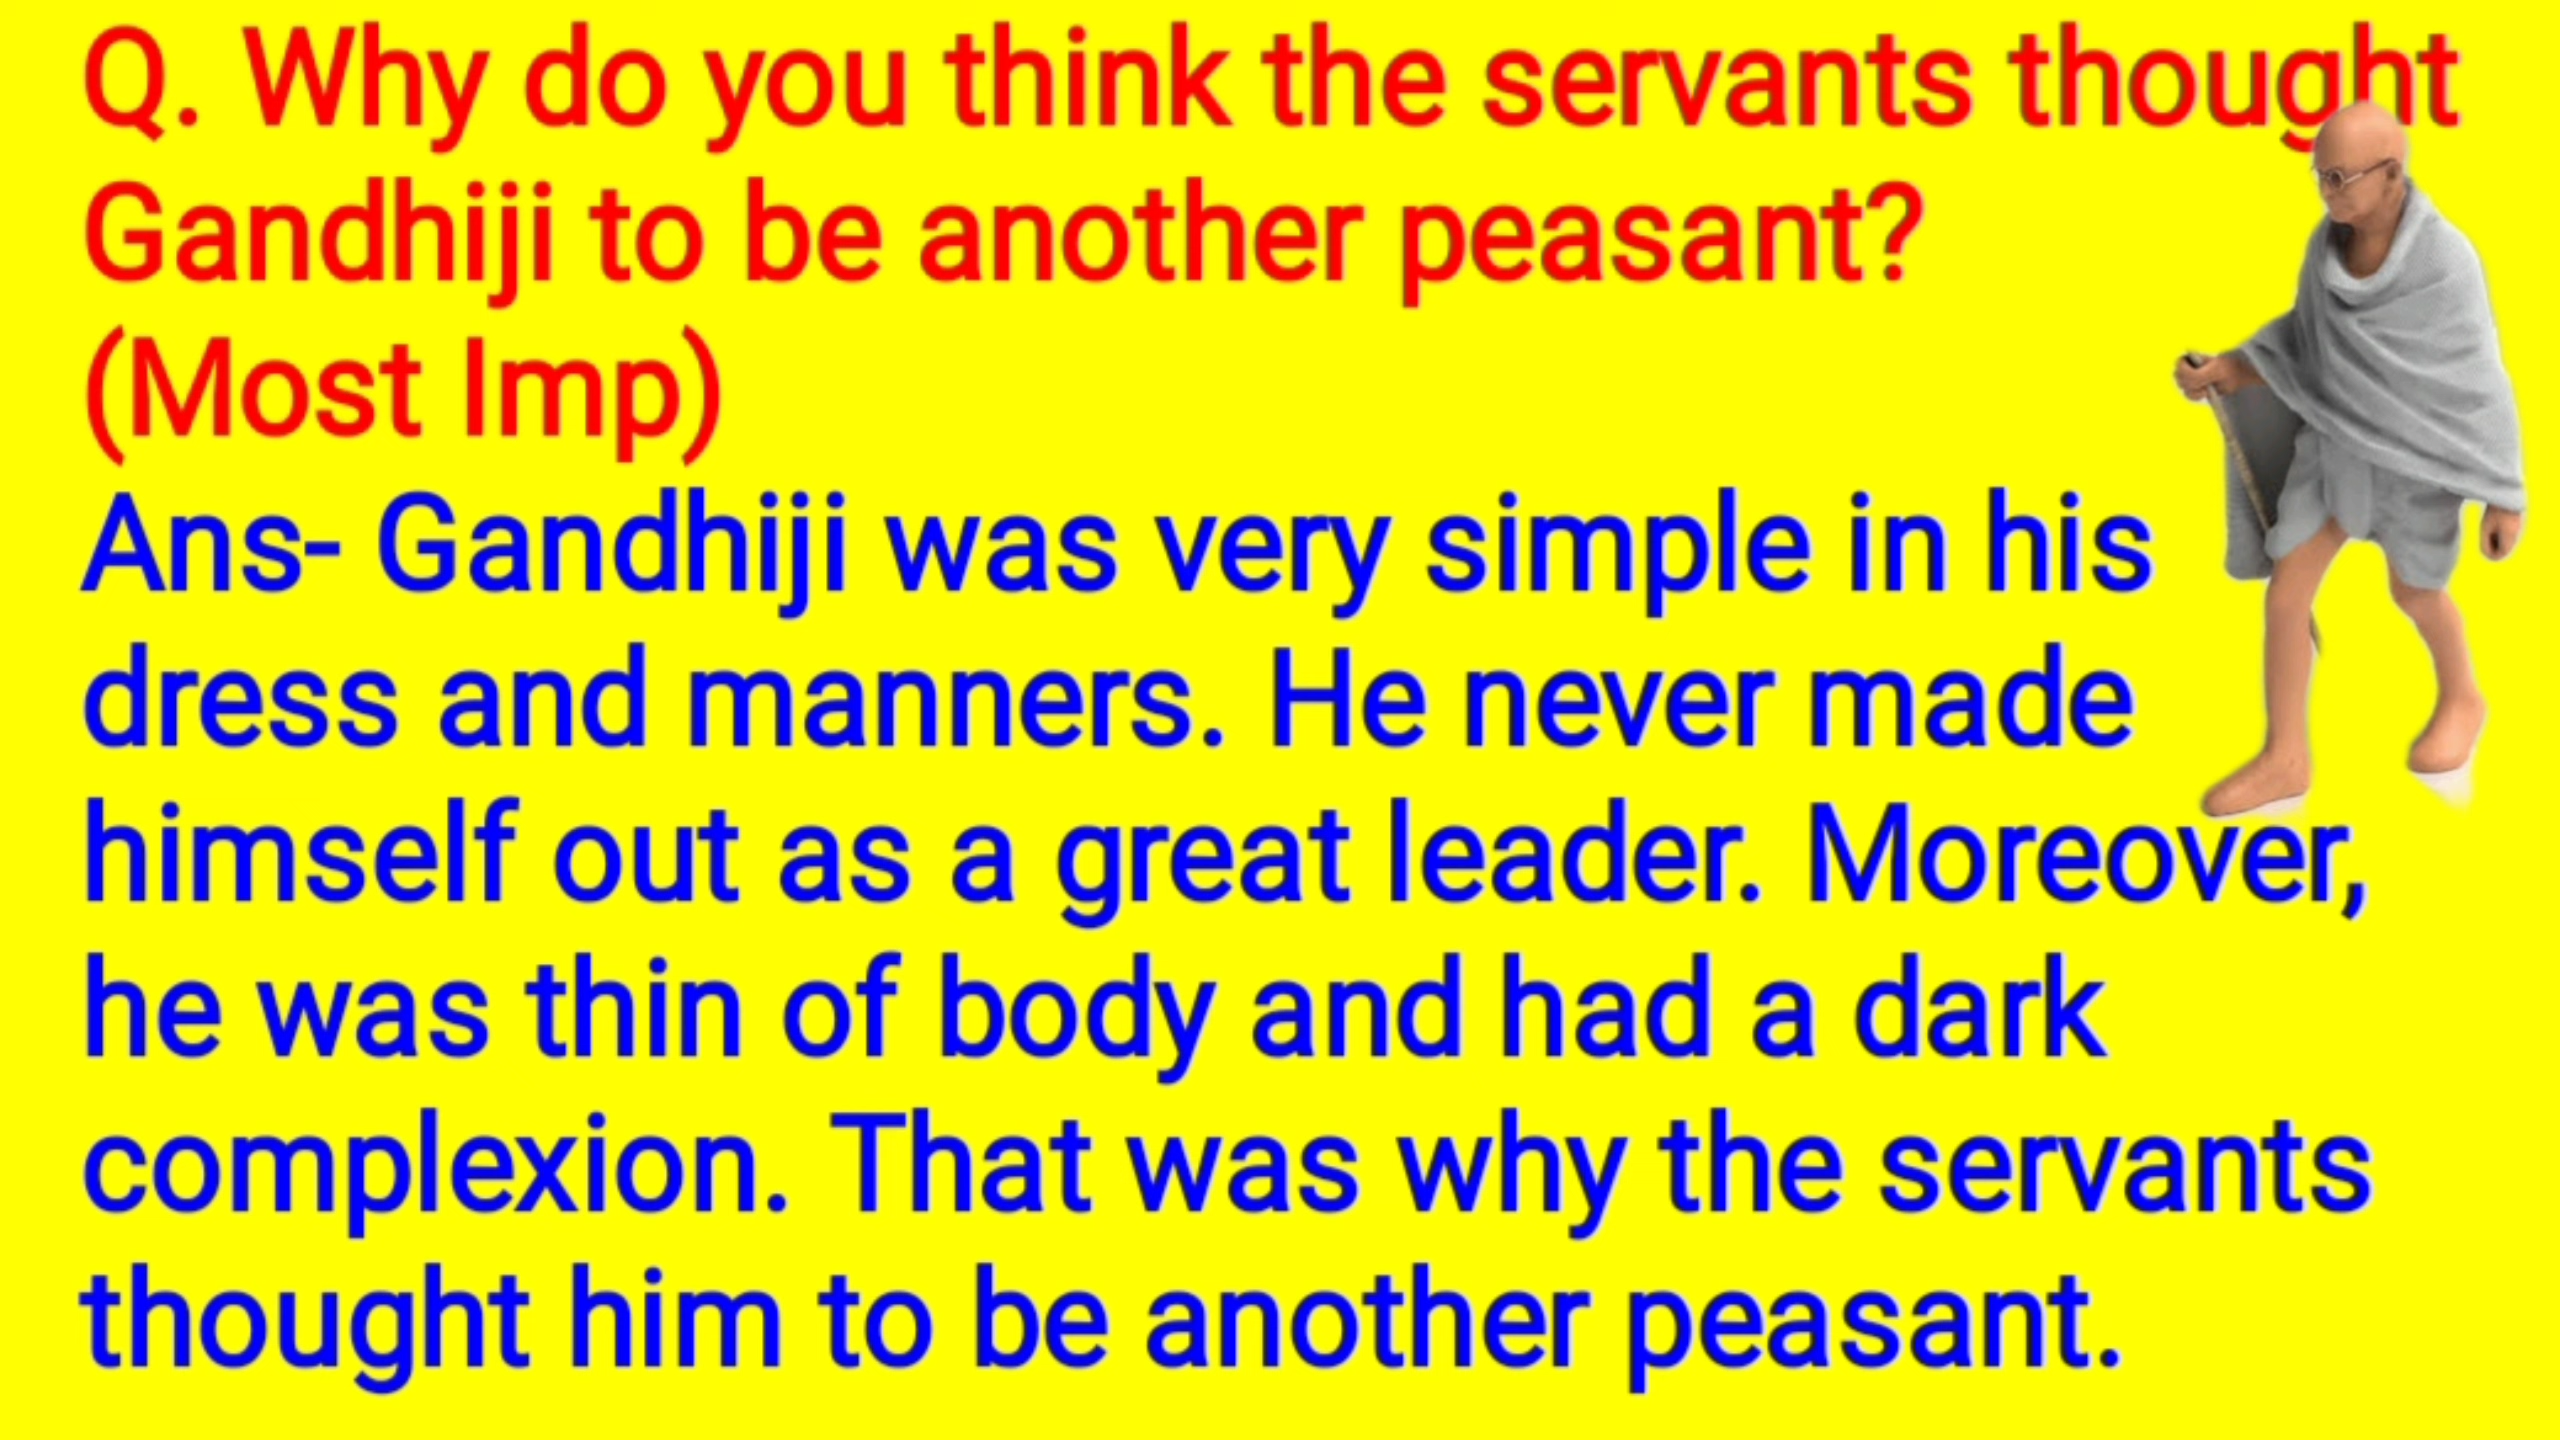 Q. Why do you think the servants thought
Gandhiji to be another peasant?
(Most Imp)
Ans- Gandhiji was very simple in his
dress and manners. He never made
himself out as a great leader. Moreover,
he was thin of body and had a dark
complexion. That was why the servants
thought him to be another peasant.